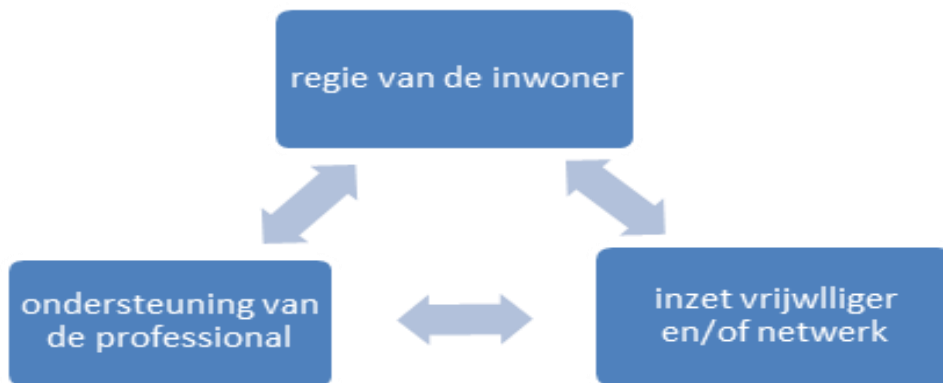 regie van de inwoner
ondersteuning van
de professional
inzet vrijwlliger
en/of netwerk